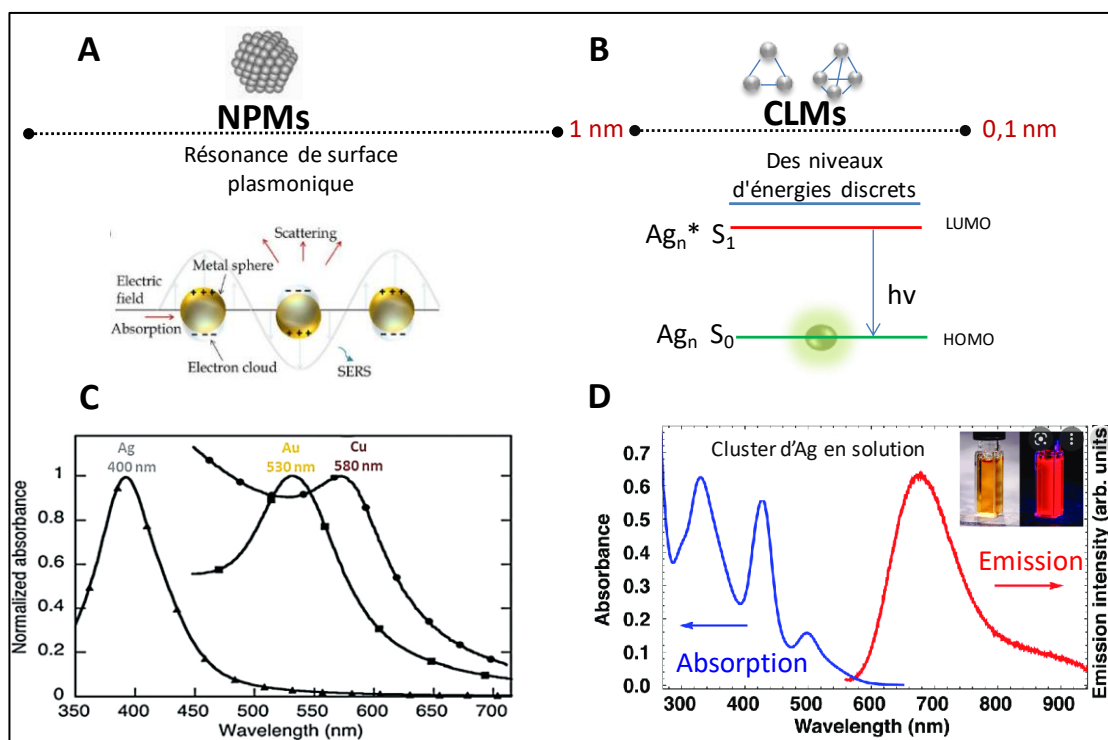 A
NPMs
1 nm
Résonance de surface
plasmonique
Scattering
Metal sphere
Electric
field
Absorption
+++
---
---
+++
+++
---
Electron cloud
SERS
B
CLMs
0,1 nm
Des niveaux
d'énergies discrets
Agn* S1
LUMO
hν
Agn S0
HOMO
C
Ag
400 nm
Au
530 nm
Cu
580 nm
Normalized absorbance
1
0.8
0.6
0.4
0.2
0
350 400 450 500 550 600 650 700
Wavelength (nm)
D
Cluster d'Ag en solution
Absorbance
0.7
0.6
0.5
0.4
0.3
0.2
0.1
0.0
Emission
Absorption
Emission intensity (arb. units)
300 400 500 600 700 800 900
Wavelength (nm)